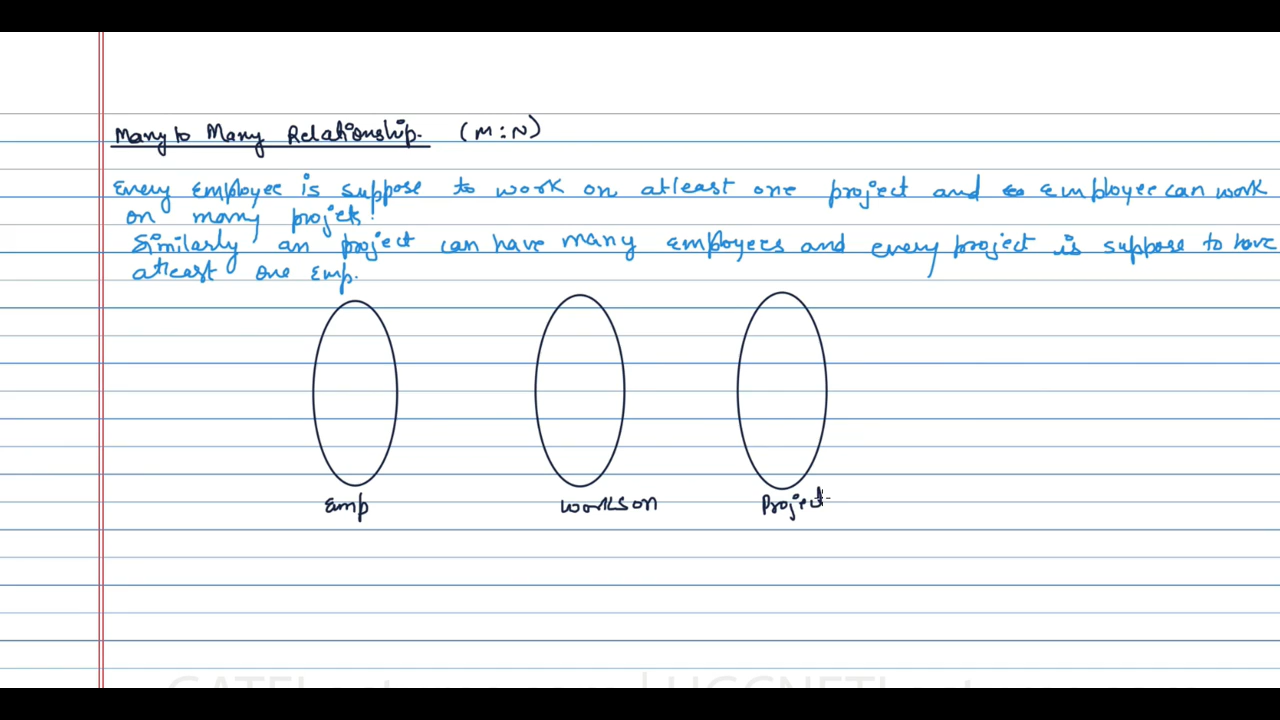 Many to Many Relationship. (M:N)
Every employee is suppose to work on atleast one project and employee can work
on many projets.
Similarly an project can have many employees and every project is suppose to have
atleast one Emp.
Emp workson Project